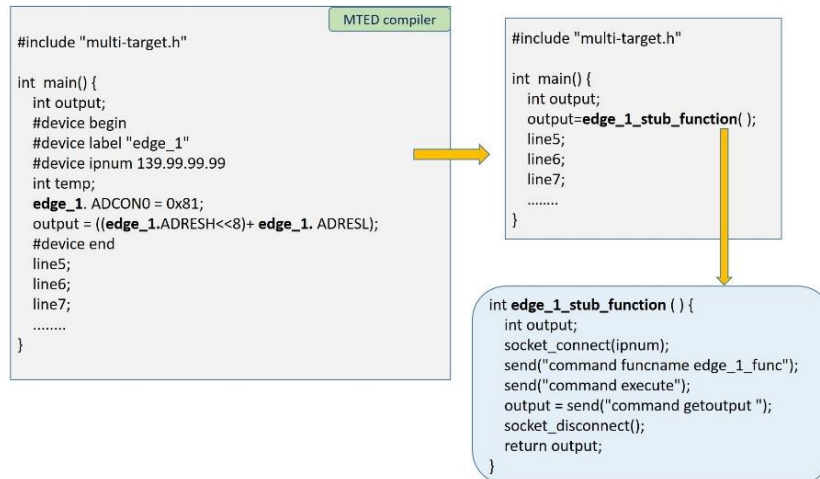 MTED compiler
#include "multi-target.h"
int main() {
int output;
#device begin
#device label "edge_1"
#device ipnum 139.99.99.99
int temp;
edge_1. ADCON0 = 0x81;
output = ((edge_1.ADRESH<<8)+ edge_1. ADRESL);
#device end
line5;
line6;
line7;
........
}
#include "multi-target.h"
int main() {
int output;
output=edge_1_stub_function( );
line5;
line6;
line7;
........
}
int edge_1_stub_function ( ) {
int output;
socket_connect(ipnum);
send("command funcname edge_1_func");
send("command execute");
output = send("command getoutput ");
socket_disconnect();
return output;
}